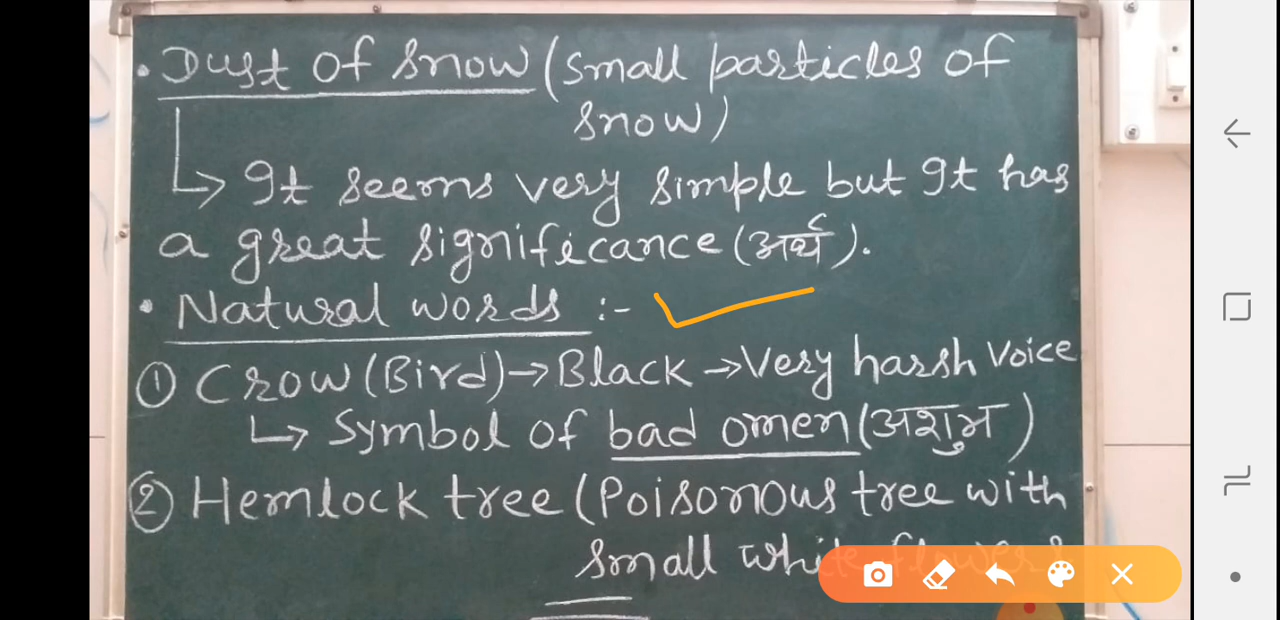 • Dust of snow (small particles of
snow)
↳ It seems very simple but It has
a great significance (अर्थ).
• Natural words :-
① Crow (Bird) → Black → Very harsh Voice
↳ Symbol of bad omen (अशुभ)
② Hemlock tree (Poisonous tree with
small white flowers